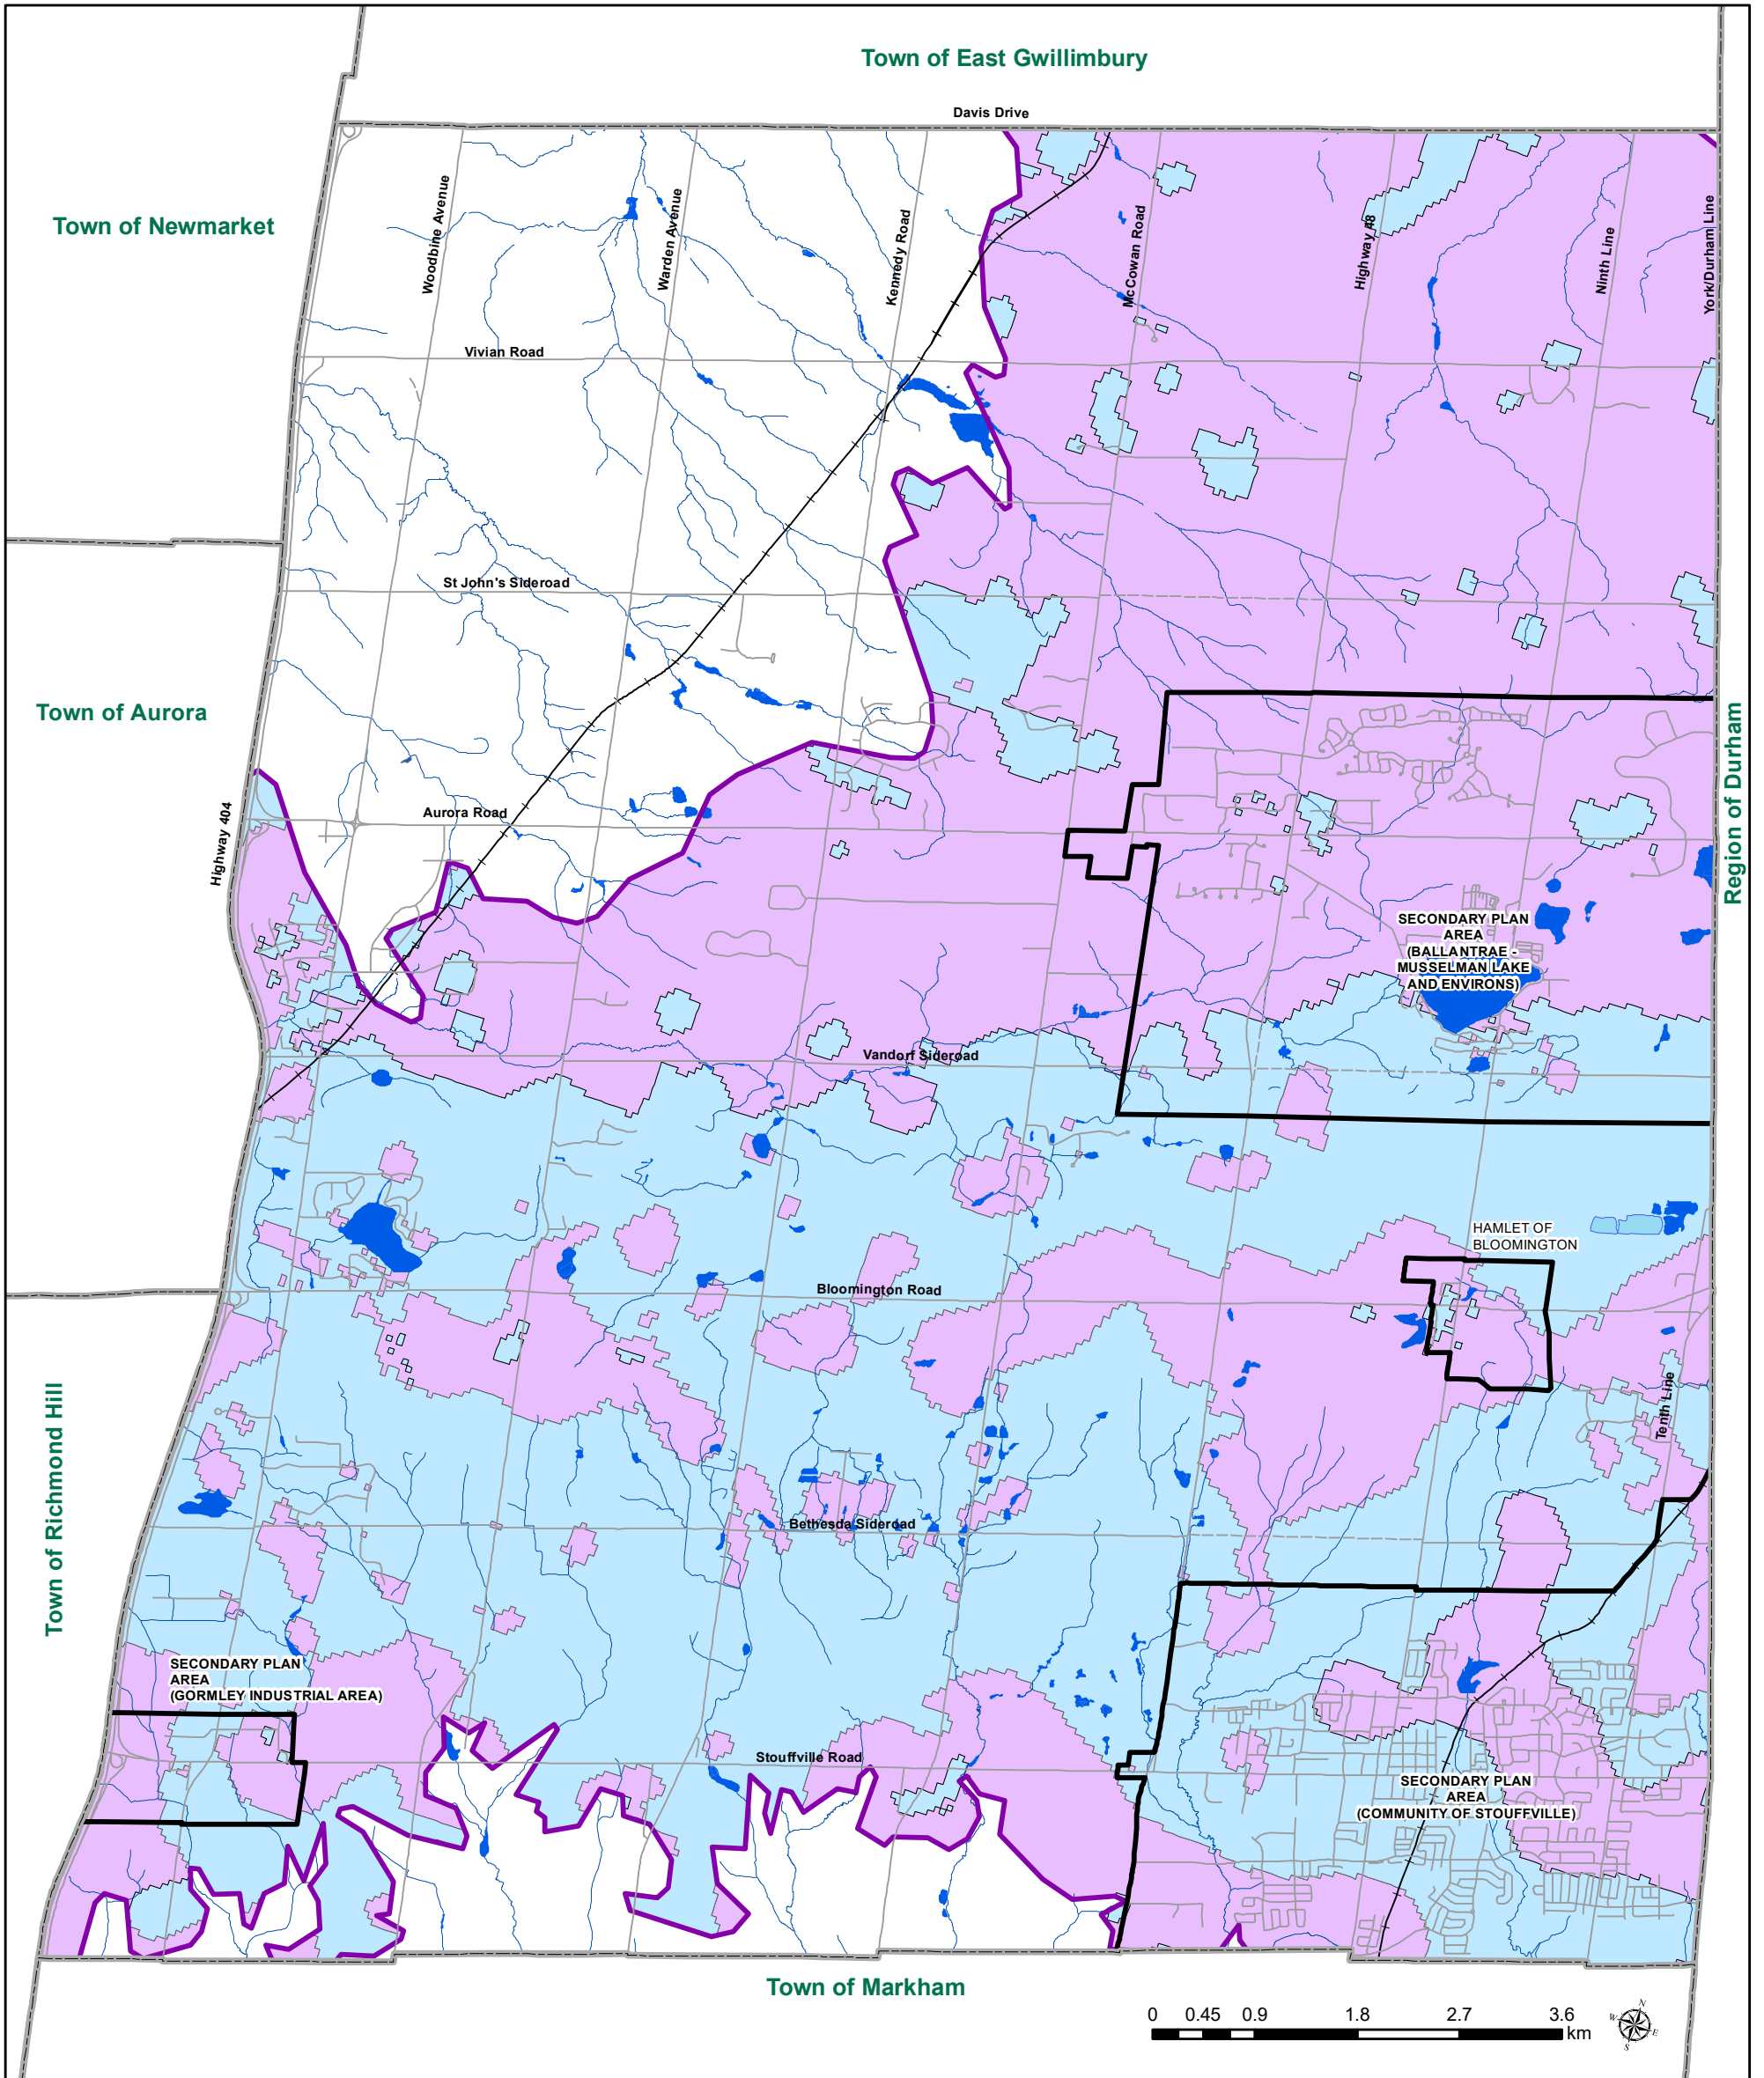 Town of East Gwillimbury
Davis Drive
Town of Newmarket
Woodbine Avenue
Warden Avenue
Kennedy Road
McCowan Road
Highway 48
Ninth Line
York/Durham Line
Vivian Road
St John's Sideroad
Town of Aurora
Region of Durham
Highway 404
Aurora Road
SECONDARY PLAN
AREA
(BALLANTRAE -
MUSSELMAN LAKE
AND ENVIRONS)
Vandorf Sideroad
HAMLET OF
BLOOMINGTON
Bloomington Road
Town of Richmond Hill
Tenth Line
Bethesda Sideroad
SECONDARY PLAN
AREA
(GORMLEY INDUSTRIAL AREA)
Stouffville Road
SECONDARY PLAN
AREA
(COMMUNITY OF STOUFFVILLE)
Town of Markham
0 0.45 0.9 1.8 2.7 3.6
km
N
W
E
S